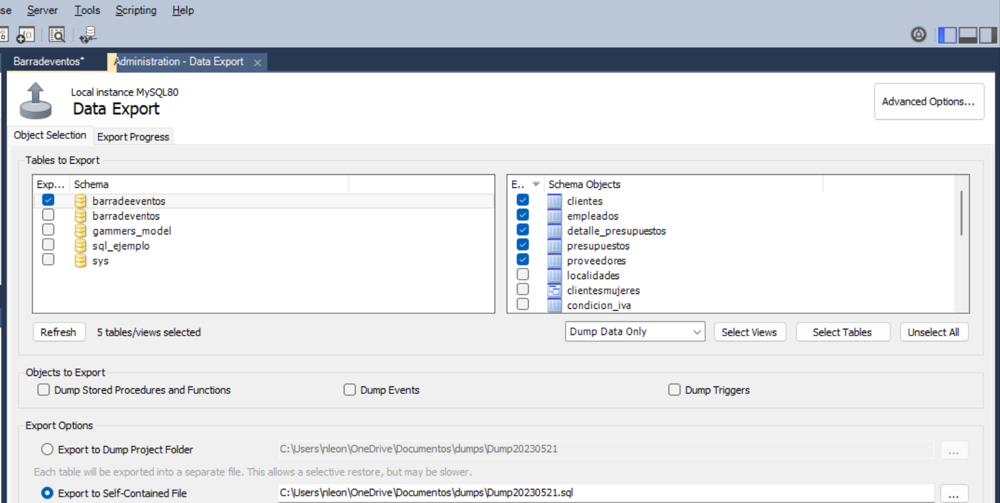 se Server Tools Scripting Help
Barradeventos* Administration - Data Export
Local instance MySQL80
Data Export
Advanced Options...
Object Selection Export Progress
Tables to Export
Exp... Schema
barradeeventos
barradeventos
gammers_model
sql_ejemplo
sys
E.. Schema Objects
clientes
empleados
detalle_presupuestos
presupuestos
proveedores
localidades
clientesmujeres
condicion_iva
Refresh 5 tables/views selected Dump Data Only Select Views Select Tables Unselect All
Objects to Export
Dump Stored Procedures and Functions Dump Events Dump Triggers
Export Options
Export to Dump Project Folder C:\Users\nleon\OneDrive\Documentos\dumps\Dump20230521 ...
Each table will be exported into a separate file. This allows a selective restore, but may be slower.
Export to Self-Contained File C:\Users\nleon\OneDrive\Documentos\dumps\Dump20230521.sql ...